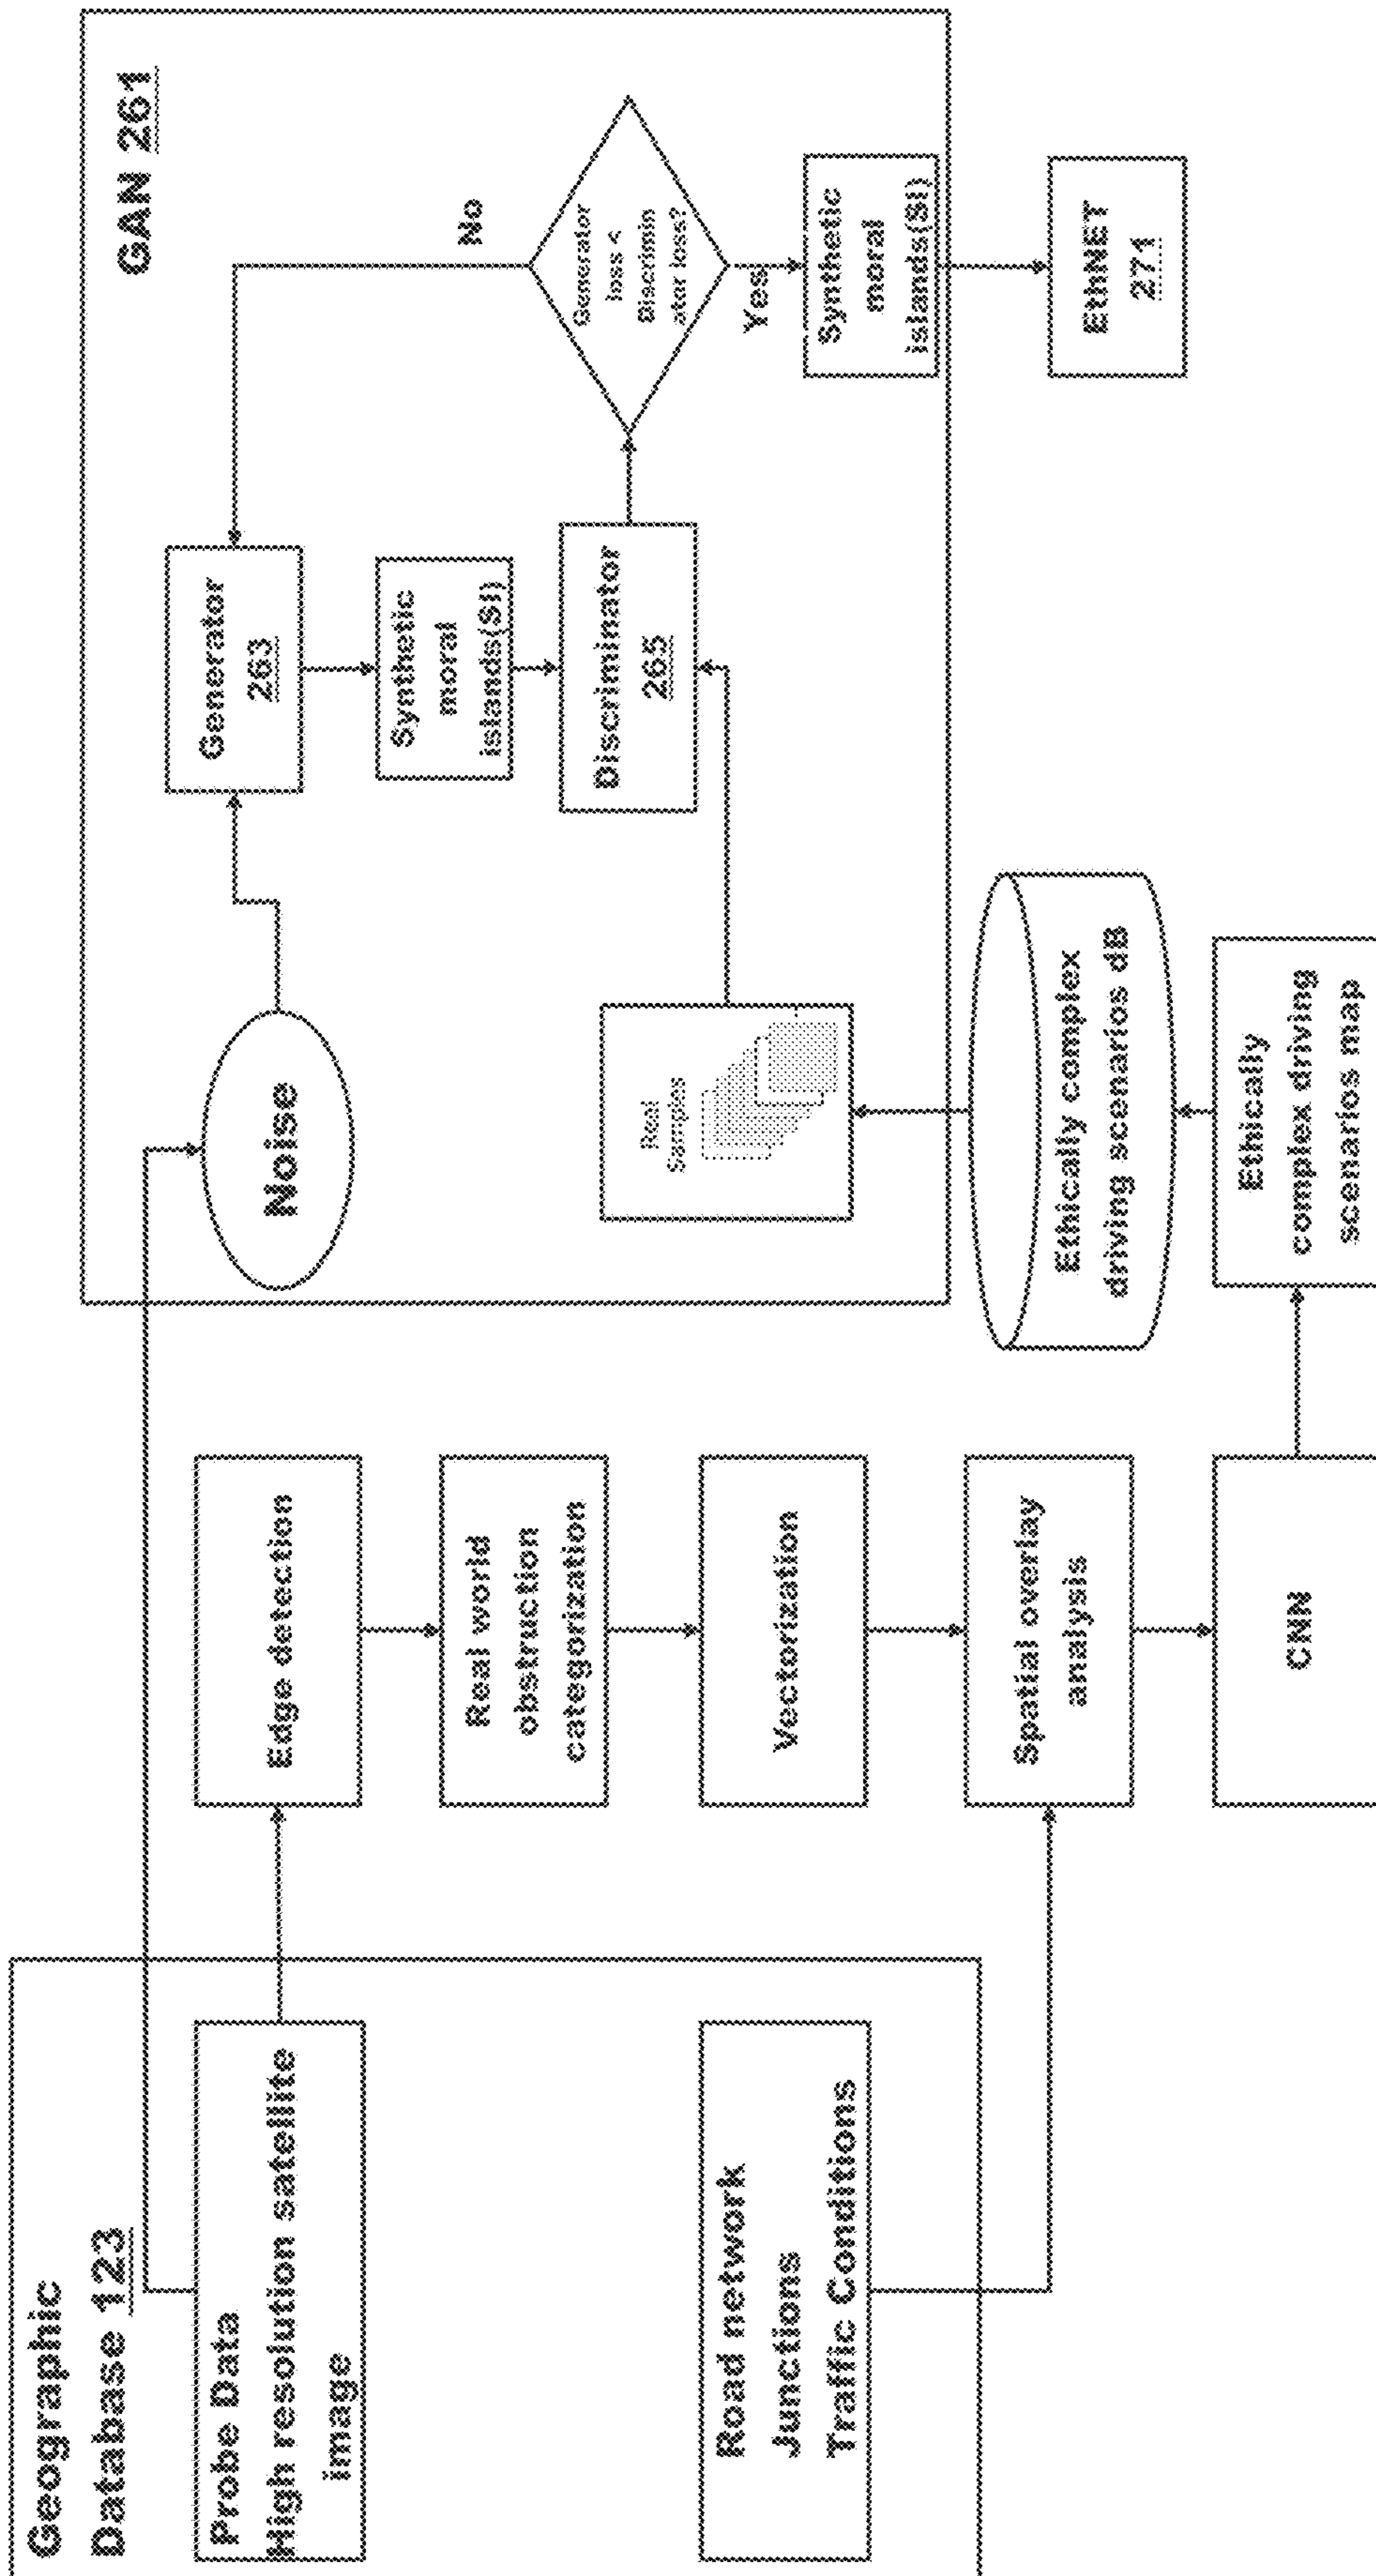 Geographic
Database 123
Probe Data
High resolution satellite
image
Road network
Junctions
Traffic Conditions
Edge detection
Real world
obstruction
categorization
Vectorization
Spatial overlay
analysis
CNN
Ethically
complex driving
scenarios map
Ethically complex
driving scenarios dB
GAN 261
Noise
Real
Samples
Generator
263
Synthetic
moral
islands(SI)
Discriminator
265
Generator
loss <
Discrimin
ator loss?
No
Yes
Synthetic
moral
islands(SI)
EthNET
271